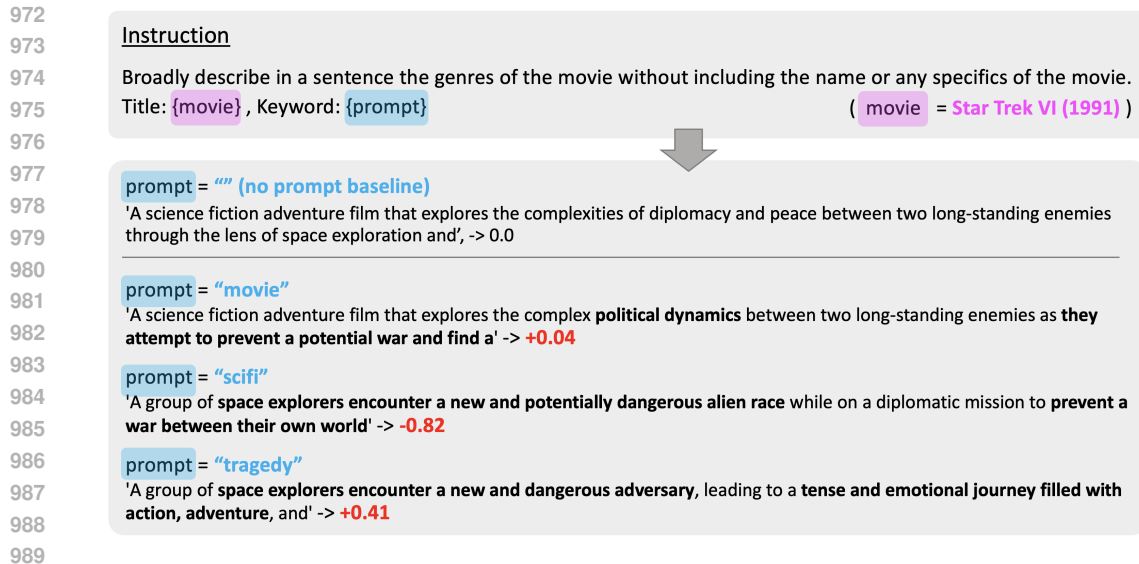 972
973 Instruction
974 Broadly describe in a sentence the genres of the movie without including the name or any specifics of the movie.
975 Title: {movie} , Keyword: {prompt} ( movie = Star Trek VI (1991) )
976
977 prompt = “” (no prompt baseline)
978 'A science fiction adventure film that explores the complexities of diplomacy and peace between two long-standing enemies
979 through the lens of space exploration and’, -> 0.0
980 prompt = “movie”
981 'A science fiction adventure film that explores the complex political dynamics between two long-standing enemies as they
982 attempt to prevent a potential war and find a' -> +0.04
983 prompt = “scifi”
984 'A group of space explorers encounter a new and potentially dangerous alien race while on a diplomatic mission to prevent a
985 war between their own world' -> -0.82
986 prompt = “tragedy”
987 'A group of space explorers encounter a new and dangerous adversary, leading to a tense and emotional journey filled with
988 action, adventure, and' -> +0.41
989